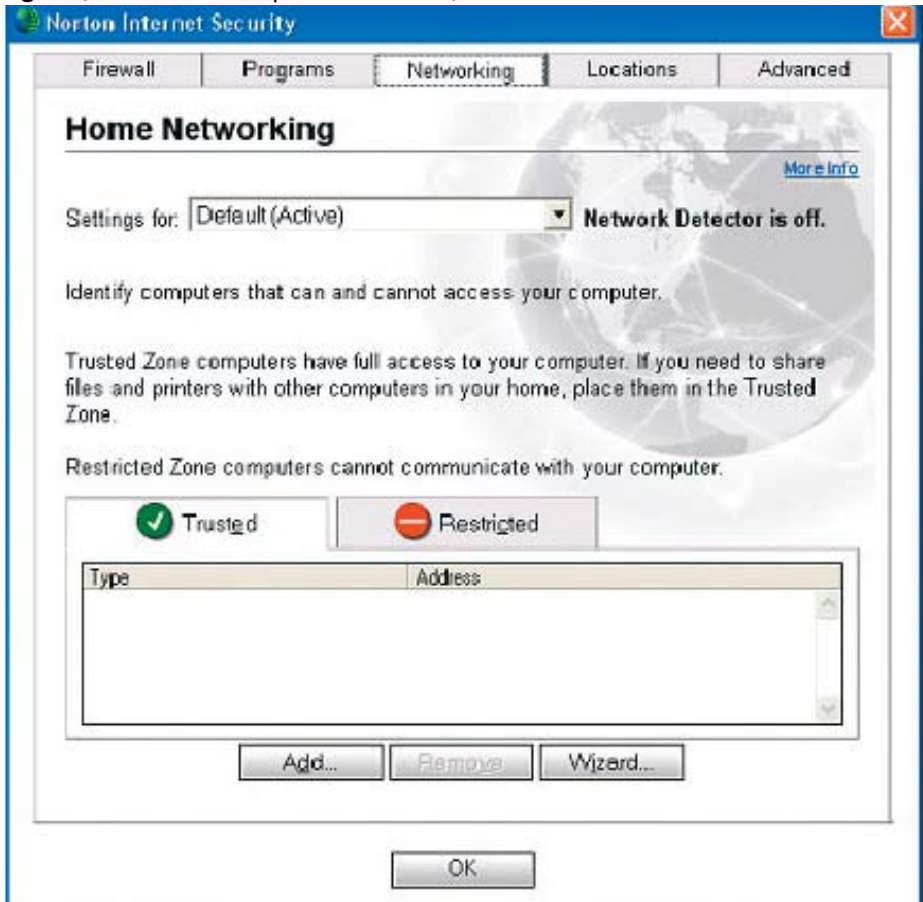 Norton Internet Security
Firewall Programs Networking Locations Advanced
Home Networking
More Info
Settings for: Default (Active) Network Detector is off.
Identify computers that can and cannot access your computer.
Trusted Zone computers have full access to your computer. If you need to share
files and printers with other computers in your home, place them in the Trusted
Zone.
Restricted Zone computers cannot communicate with your computer.
Trusted Restricted
Type Address
Add... Remove Wizard...
OK